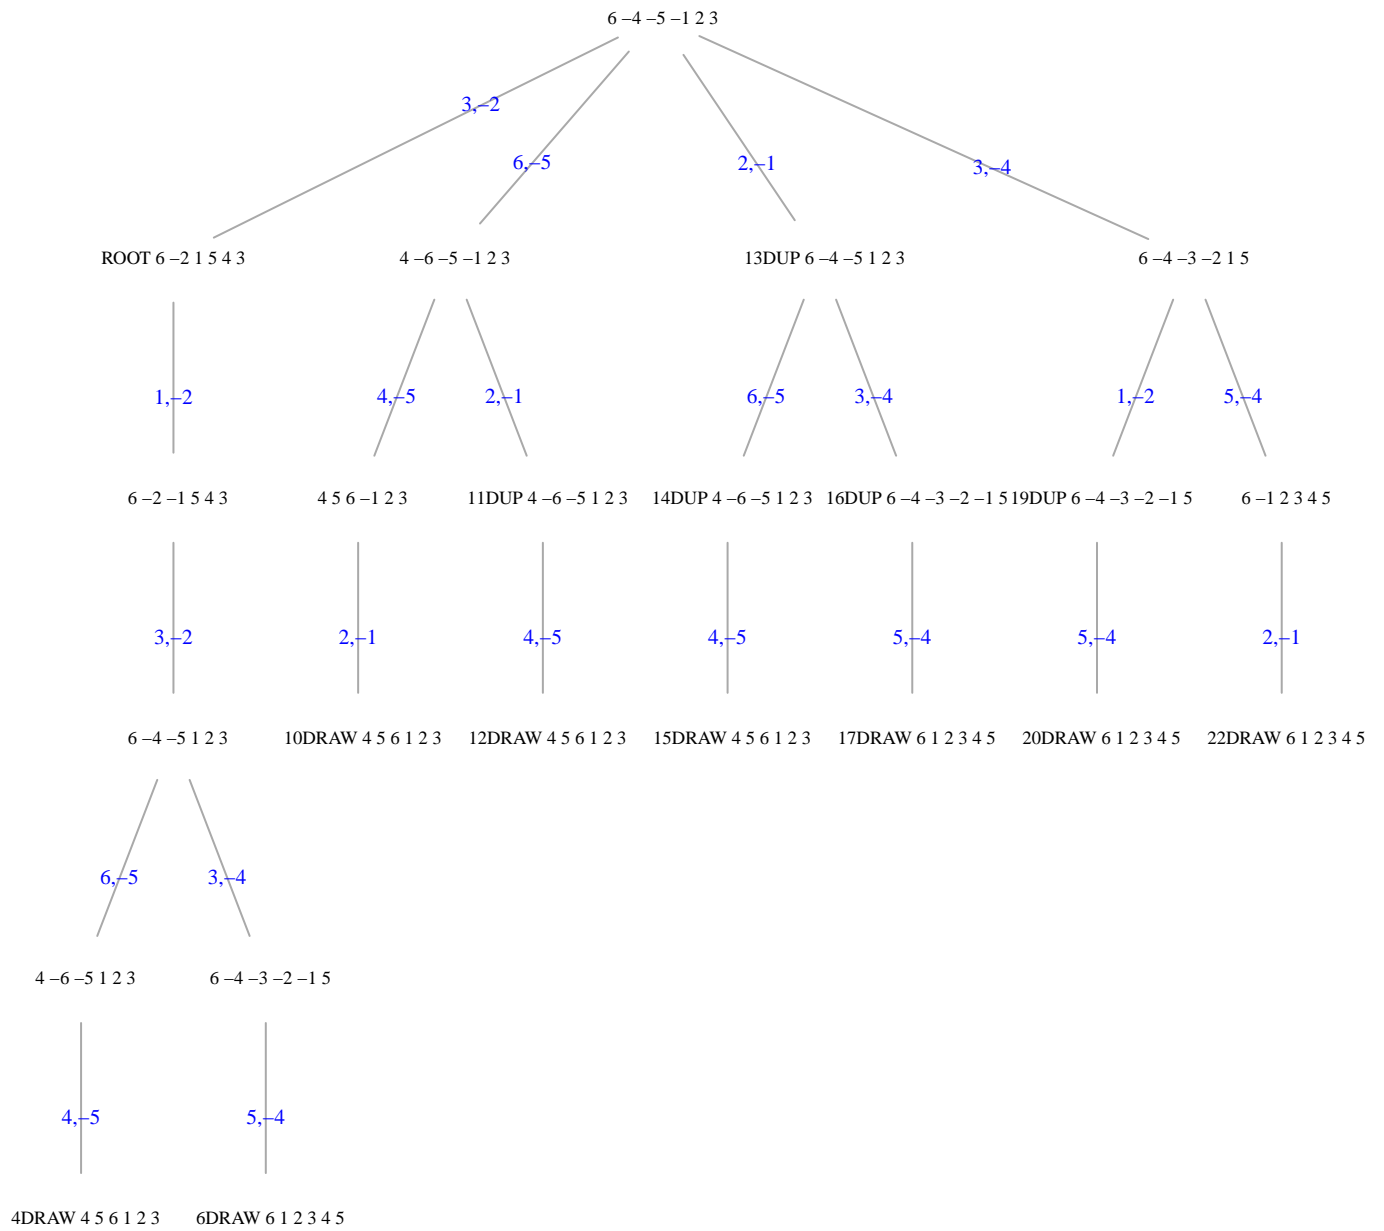 6 –4 –5 –1 2 3
3,–2
6,–5
2,–1
3,–4
ROOT 6 –2 1 5 4 3
4 –6 –5 –1 2 3
13DUP 6 –4 –5 1 2 3
6 –4 –3 –2 1 5
1,–2
4,–5
2,–1
6,–5
3,–4
1,–2
5,–4
6 –2 –1 5 4 3
4 5 6 –1 2 3
11DUP 4 –6 –5 1 2 3
14DUP 4 –6 –5 1 2 3
16DUP 6 –4 –3 –2 –1 5
19DUP 6 –4 –3 –2 –1 5
6 –1 2 3 4 5
3,–2
2,–1
4,–5
4,–5
5,–4
5,–4
2,–1
6 –4 –5 1 2 3
10DRAW 4 5 6 1 2 3
12DRAW 4 5 6 1 2 3
15DRAW 4 5 6 1 2 3
17DRAW 6 1 2 3 4 5
20DRAW 6 1 2 3 4 5
22DRAW 6 1 2 3 4 5
6,–5
3,–4
4 –6 –5 1 2 3
6 –4 –3 –2 –1 5
4,–5
5,–4
4DRAW 4 5 6 1 2 3
6DRAW 6 1 2 3 4 5